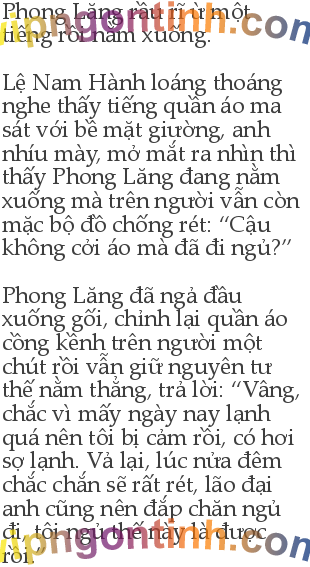 Phong Lăng rầu rĩ ừ một
tiếng rồi nằm xuống.
Lệ Nam Hành loáng thoáng
nghe thấy tiếng quần áo ma
sát với bề mặt giường, anh
nhíu mày, mở mắt ra nhìn thì
thấy Phong Lăng đang nằm
xuống mà trên người vẫn còn
mặc bộ đồ chống rét: “Cậu
không cởi áo mà đã đi ngủ?”
Phong Lăng đã ngả đầu
xuống gối, chỉnh lại quần áo
cồng kềnh trên người một
chút rồi vẫn giữ nguyên tư
thế nằm thẳng, trả lời: “Vâng,
chắc vì mấy ngày nay lạnh
quá nên tôi bị cảm rồi, có hơi
sợ lạnh. Vả lại, lúc nửa đêm
chắc chắn sẽ rất rét, lão đại
anh cũng nên đắp chăn ngủ
đi, tôi ngủ thế này là được
rồi.”
vipngontinh.com
vipngontinh.com